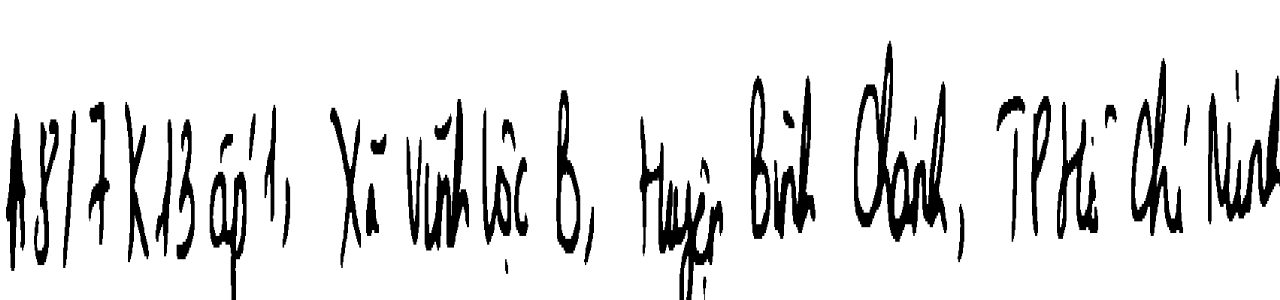 A8/7 K13 ấp 1, Xã Vĩnh Lộc B, Huyện Bình Chánh, TP Hồ Chí Minh